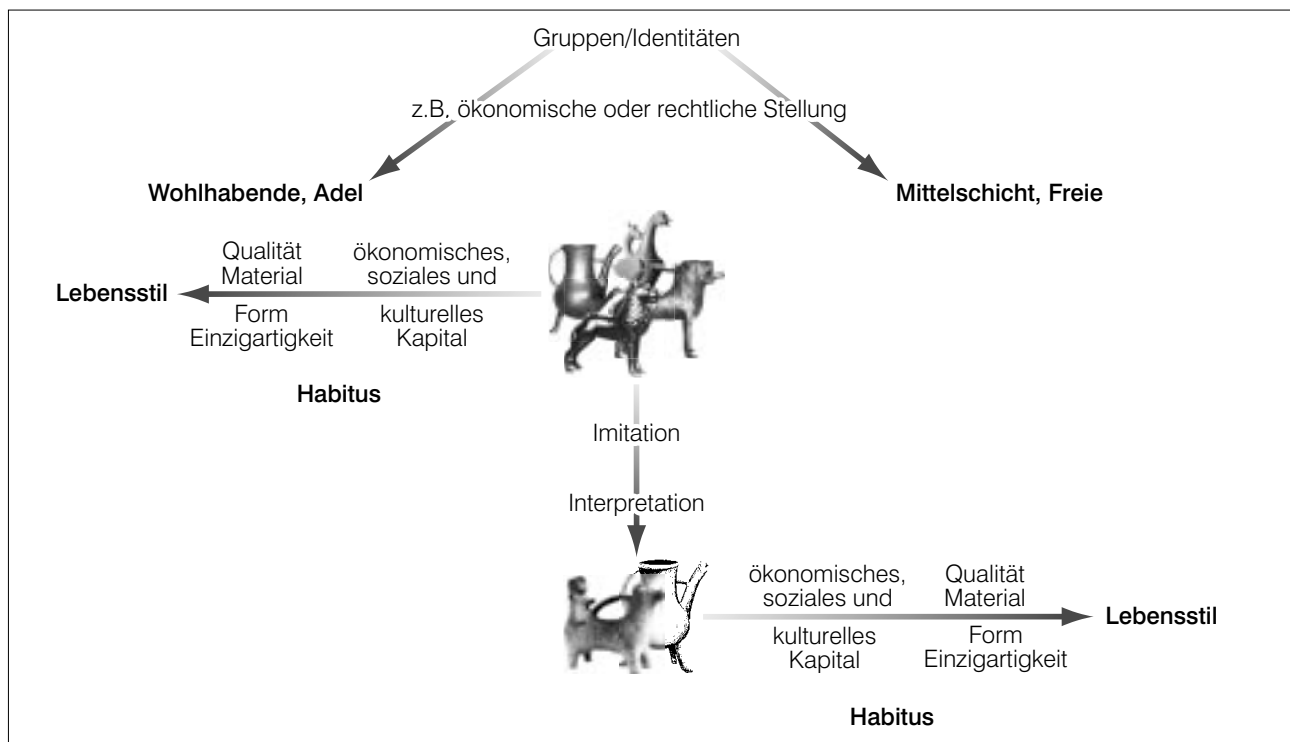 Gruppen/Identitäten
z.B. ökonomische oder rechtliche Stellung
Wohlhabende, Adel
Mittelschicht, Freie
Qualität
Material
ökonomisches,
soziales und
Lebensstil
Form
Einzigartigkeit
kulturelles
Kapital
Habitus
Imitation
Interpretation
ökonomisches,
soziales und
Qualität
Material
Lebensstil
kulturelles
Kapital
Form
Einzigartigkeit
Habitus